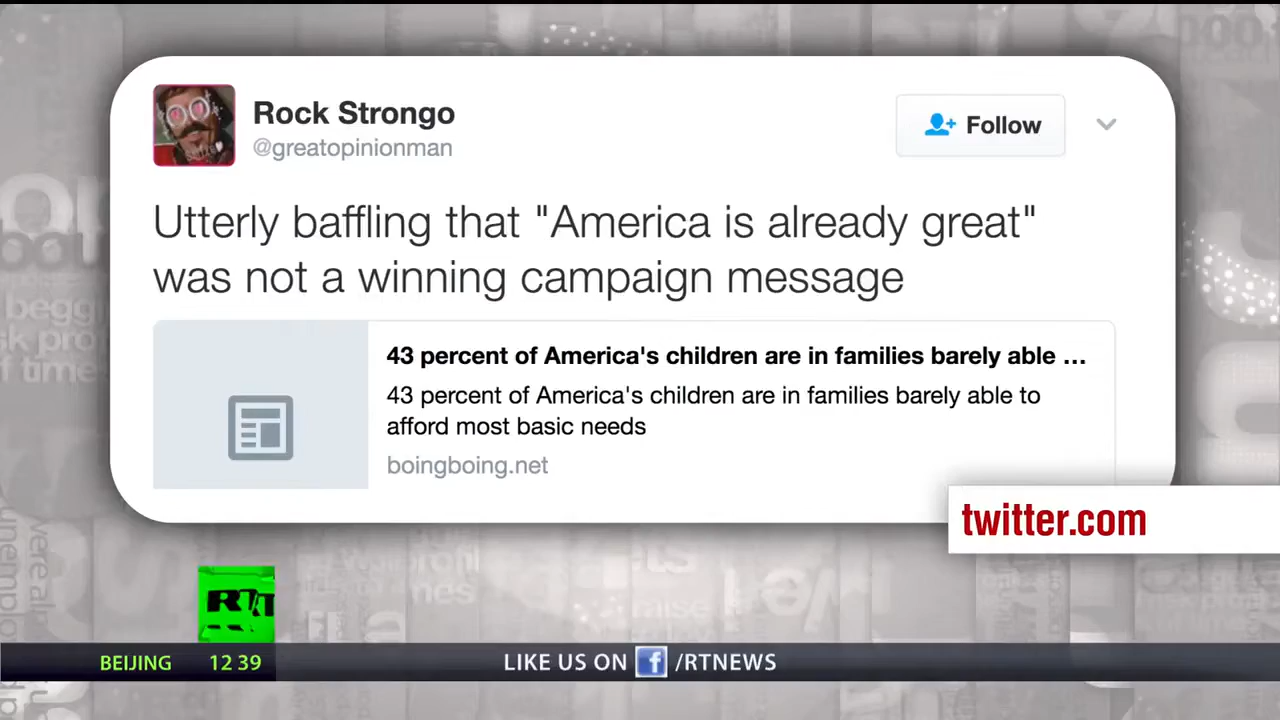 Rock Strongo
@greatopinionman
Follow
Utterly baffling that "America is already great"
was not a winning campaign message
43 percent of America's children are in families barely able ...
43 percent of America's children are in families barely able to
afford most basic needs
boingboing.net
twitter.com
RT
BEIJING 12 39
LIKE US ON f /RTNEWS